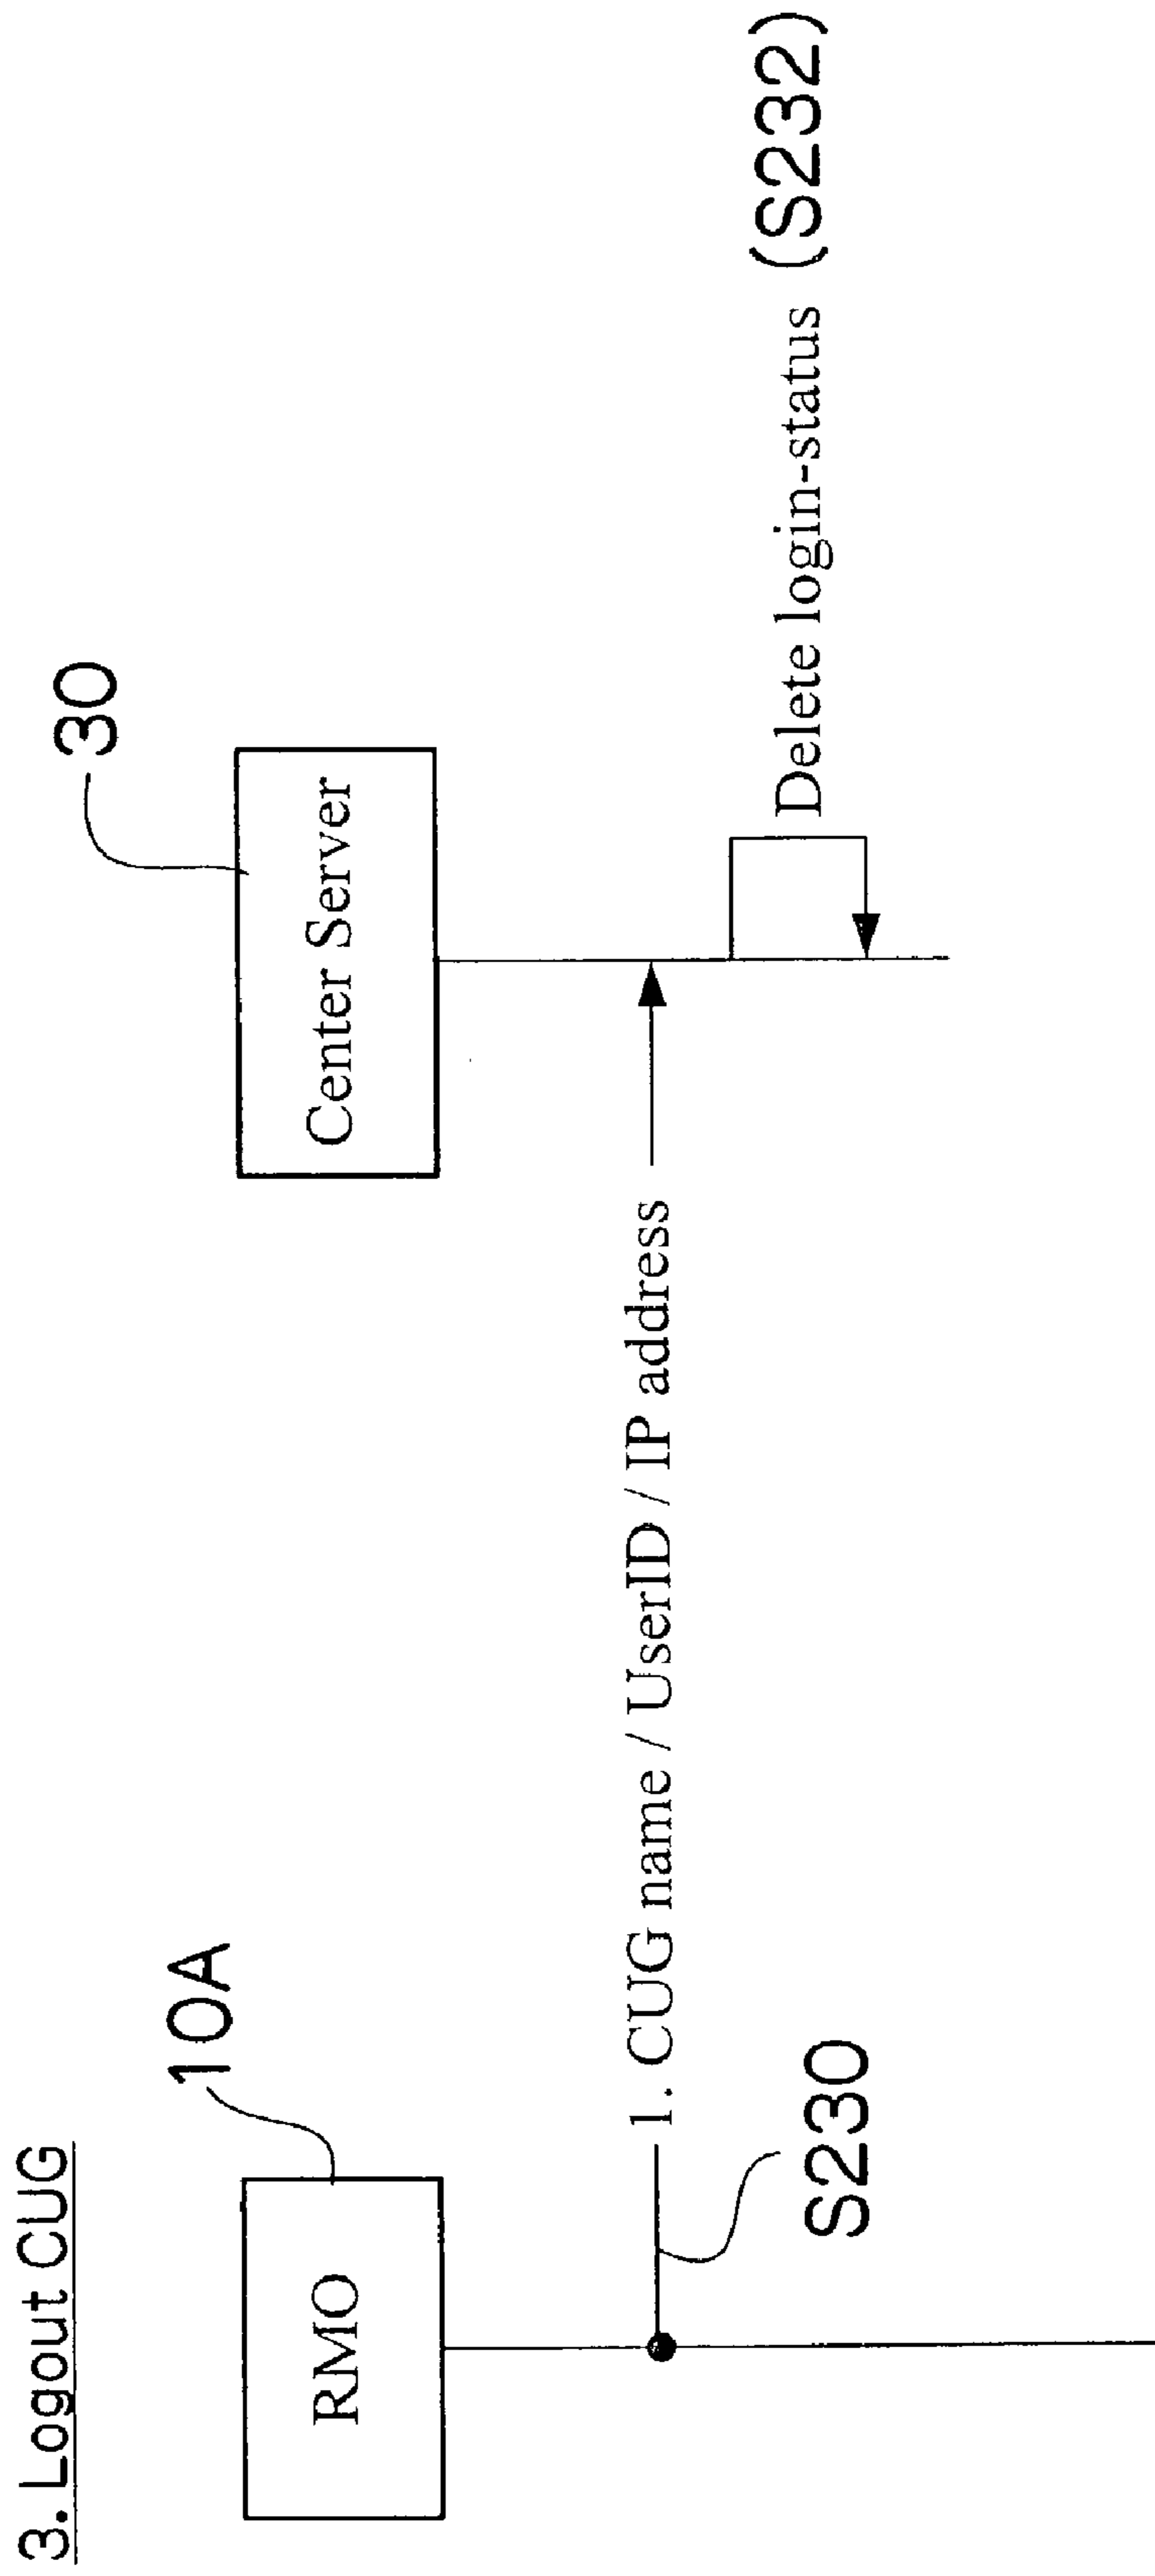 3. Logout CUG
10A
30
RMO
Center Server
1. CUG name / UserID / IP address
S230
Delete login-status (S232)